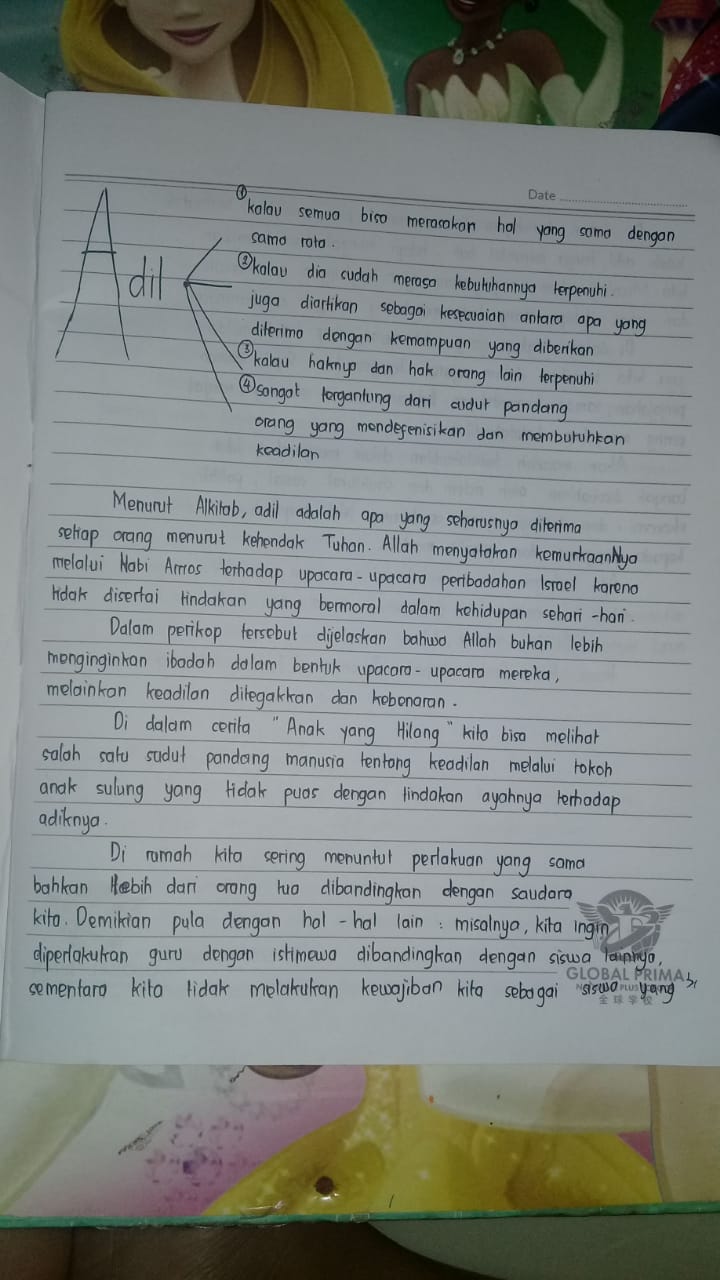 Date
Adil
① kalau semua bisa merasakan hal yang sama dengan
sama rata.
② kalau dia sudah merasa kebutuhannya terpenuhi.
juga diartikan sebagai kesecuaian antara apa yang
diterima dengan kemampuan yang diberikan
③ kalau haknya dan hak orang lain terpenuhi
④ sangat tergantung dari sudut pandang
orang yang mendefenisikan dan membutuhkan
keadilan
Menurut Alkitab, adil adalah apa yang seharusnya diterima
setiap orang menurut kehendak Tuhan. Allah menyatakan kemurkaanNya
melalui Nabi Amos terhadap upacara-upacara peribadahan Israel karena
tidak disertai tindakan yang bermoral dalam kehidupan sehari-hari.
Dalam perikop tersebut dijelaskan bahwa Allah bukan lebih
menginginkan ibadah dalam bentuk upacara-upacara mereka,
melainkan keadilan ditegakkan dan kebenaran.
Di dalam cerita "Anak yang Hilang" kita bisa melihat
salah satu sudut pandang manusia tentang keadilan melalui tokoh
anak sulung yang tidak puas dengan tindakan ayahnya terhadap
adiknya.
Di rumah kita sering menuntut perlakuan yang sama
bahkan lebih dari orang tua dibandingkan dengan saudara
kita. Demikian pula dengan hal-hal lain : misalnya, kita ingin
diperlakukan guru dengan istimewa dibandingkan dengan siswa lainnya,
sementara kita tidak melakukan kewajiban kita sebagai siswa yang
GLOBAL PRIMA
PLUS
全球学校